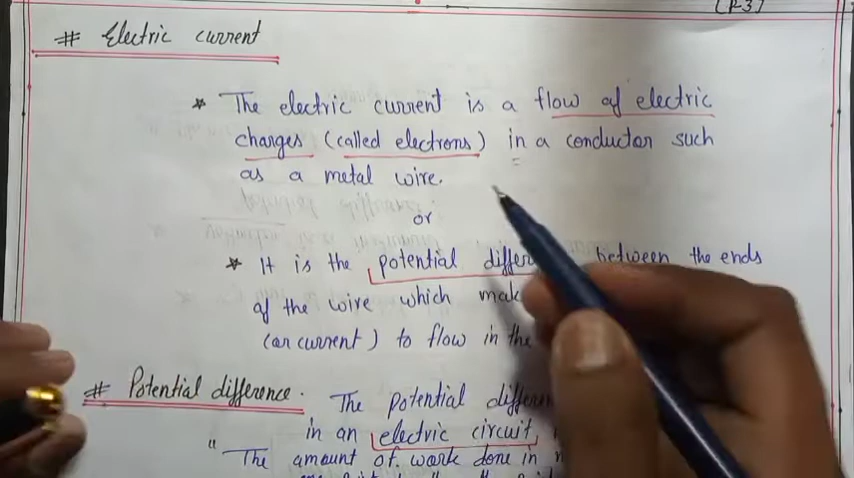 (P-3)
# Electric current
* The electric current is a flow of electric
charges (called electrons) in a conductor such
as a metal wire.
or
* It is the potential between the ends
of the wire which
(or current) to flow in the
# Potential difference. The potential
in an electric circuit
" The amount of work done in